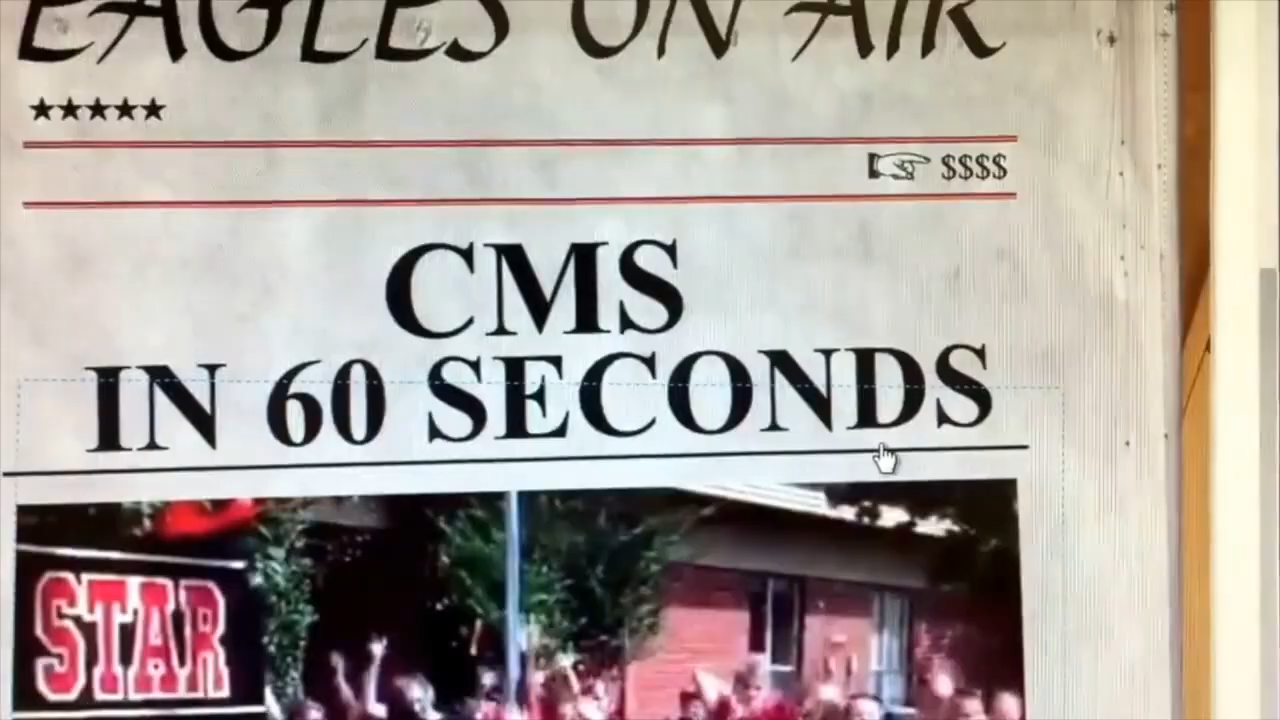 EAGLES ON AIR
★★★★★
☞ $$$$
CMS
IN 60 SECONDS
STAR